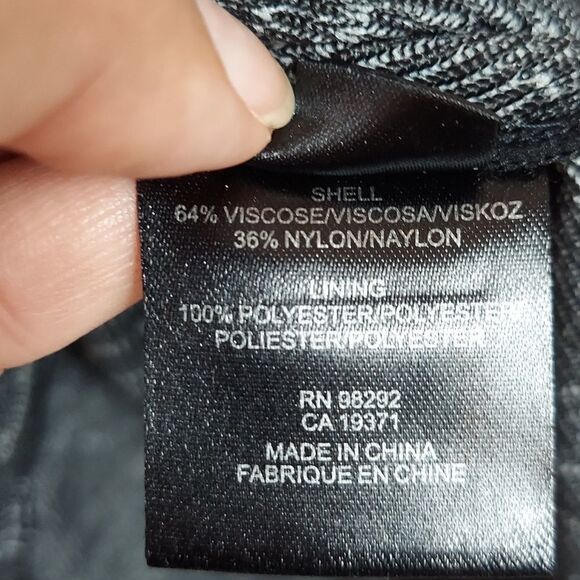 SHELL
64% VISCOSE/VISCOSA/VISKOZ
36% NYLON/NAYLON
LINING
100% POLYESTER/POLYESTER
POLIESTER/POLYESTER
RN 98292
CA 19371
MADE IN CHINA
FABRIQUE EN CHINE